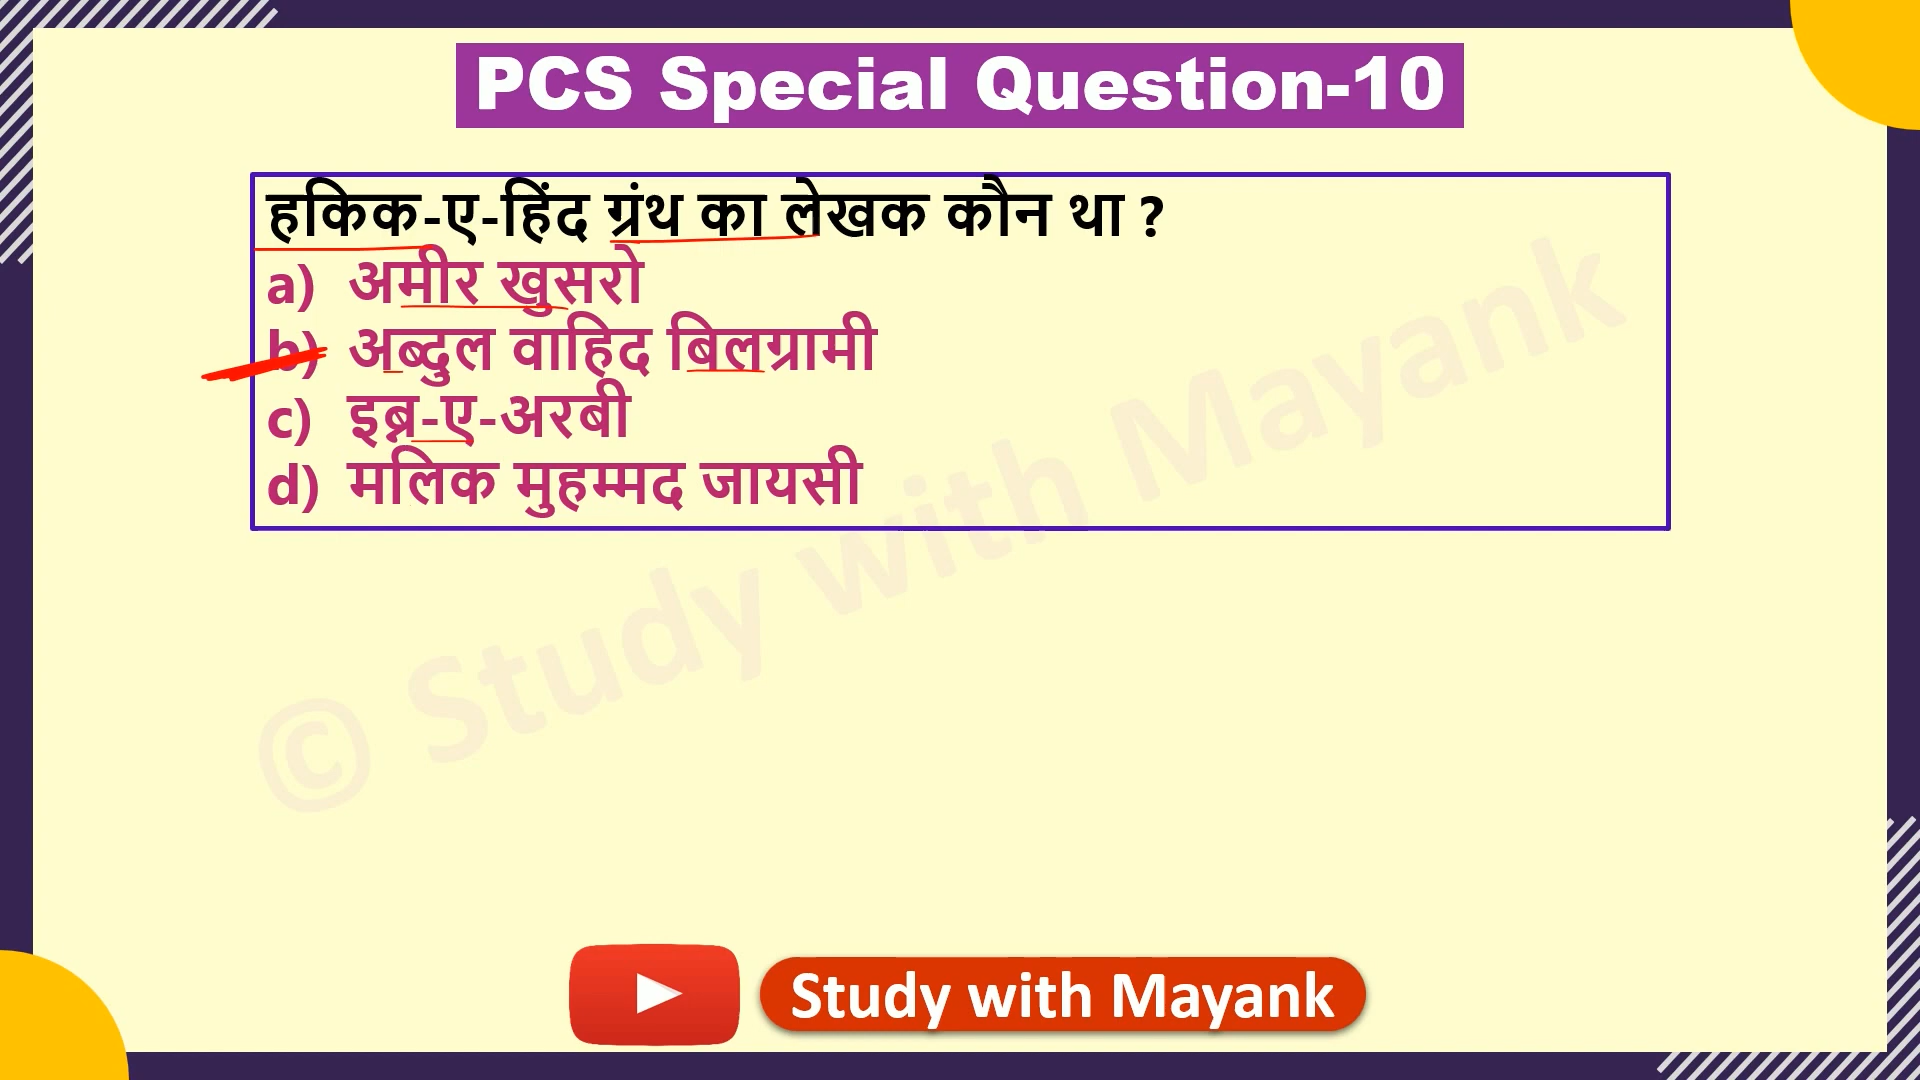 PCS Special Question-10
हकिक-ए-हिंद ग्रंथ का लेखक कौन था ?
a) अमीर खुसरो
b) अब्दुल वाहिद बिलग्रामी
c) इब्न-ए-अरबी
d) मलिक मुहम्मद जायसी
© Study with Mayank
Study with Mayank